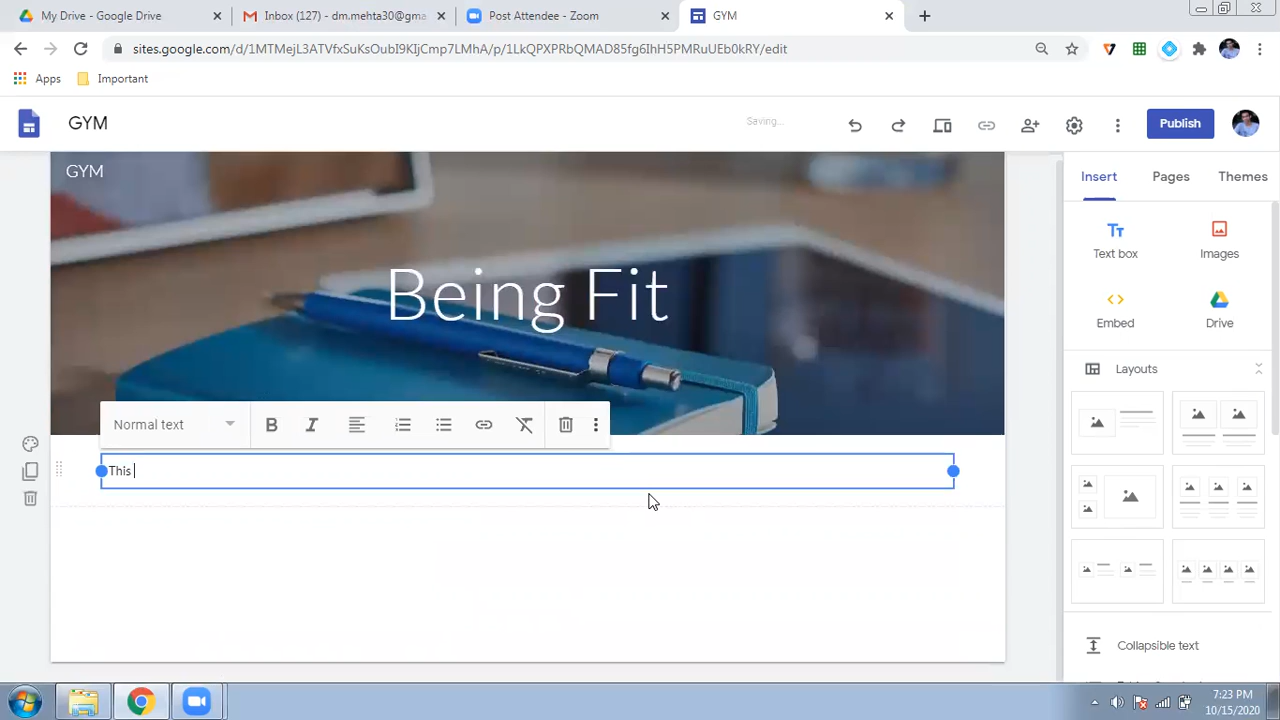 My Drive - Google Drive
Inbox (127) - dm.mehta30@gm
Post Attendee - Zoom
GYM
sites.google.com/d/1MTMejL3ATVfxSuKsOubI9KIjCmp7LMhA/p/1LkQPXPRbQMAD85fg6IhH5PMRuUEb0kRY/edit
Apps
Important
GYM
Saving...
Publish
GYM
Being Fit
Insert
Pages
Themes
Text box
Images
Embed
Drive
Layouts
Normal text
This
Collapsible text
7:23 PM
10/15/2020